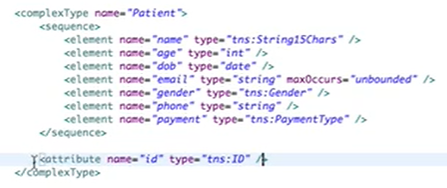 <complexType name="Patient">
<sequence>
<element name="name" type="tns:String15Chars" />
<element name="age" type="int" />
<element name="dob" type="date" />
<element name="email" type="string" maxOccurs="unbounded" />
<element name="gender" type="tns:Gender" />
<element name="phone" type="string" />
<element name="payment" type="tns:PaymentType" />
</sequence>
<attribute name="id" type="tns:ID" />
</complexType>